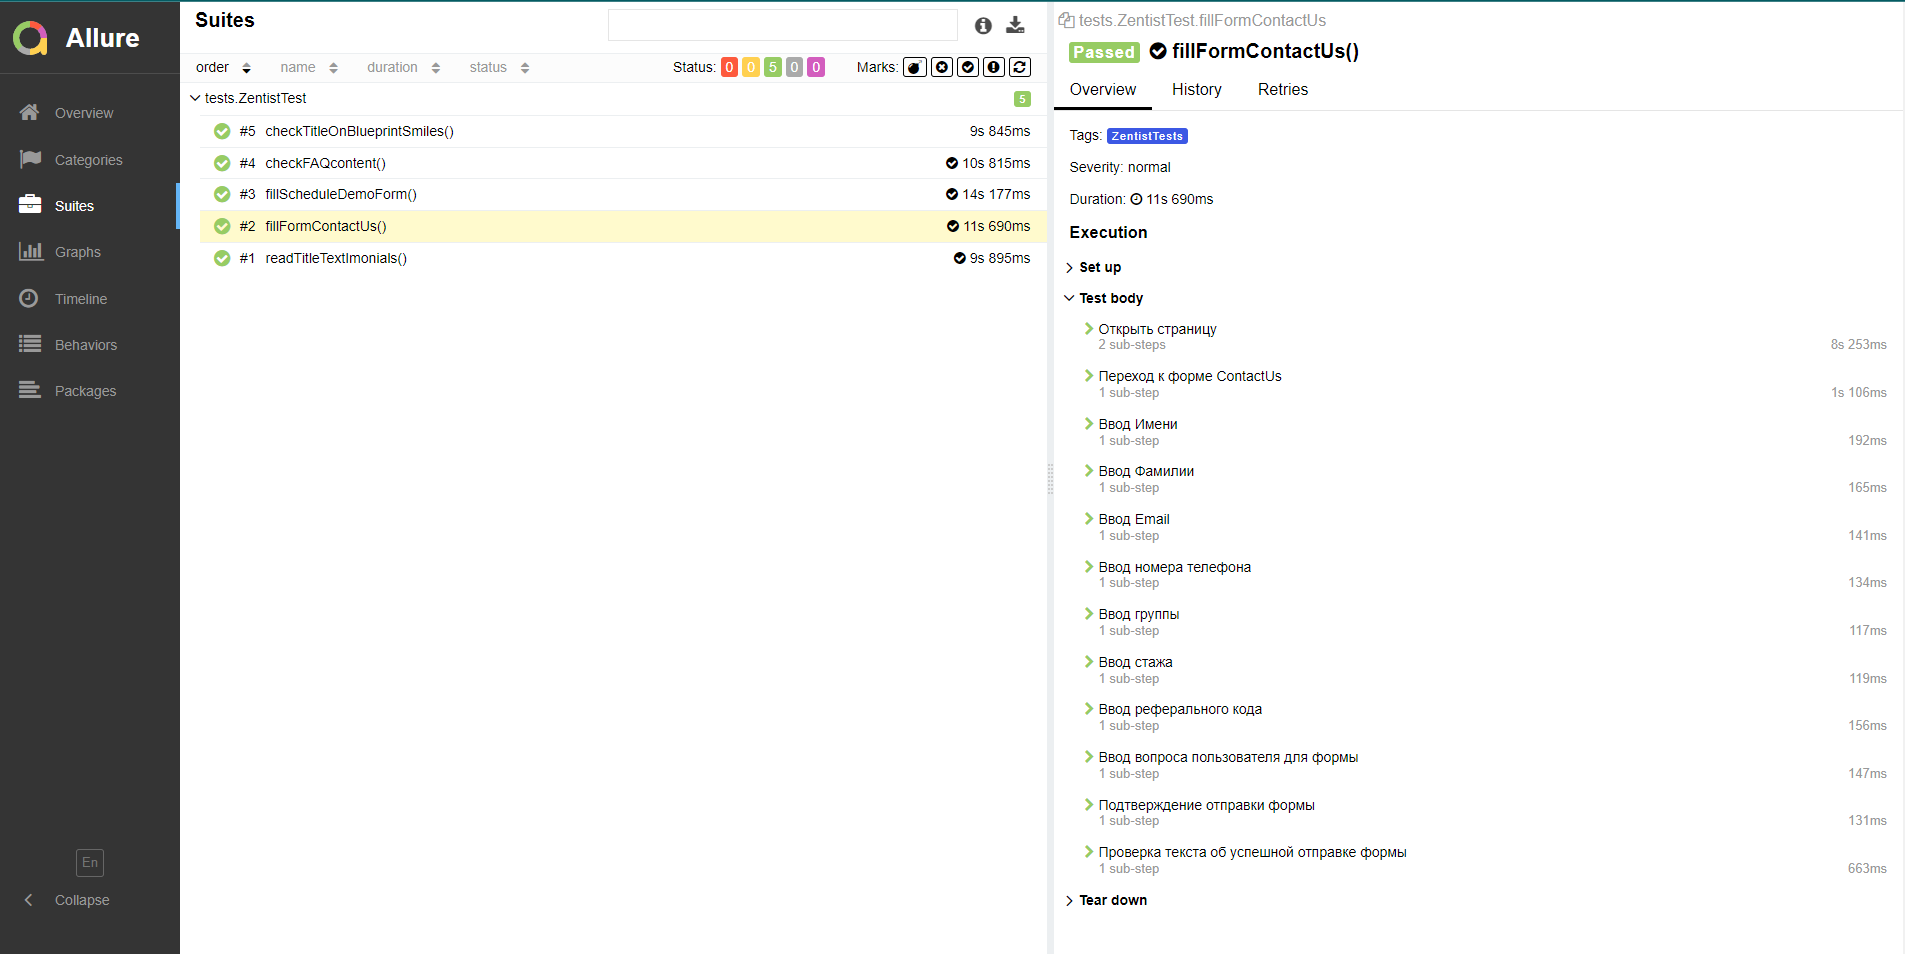 Allure
Overview
Categories
Suites
Graphs
Timeline
Behaviors
Packages
En
Collapse
Suites
order name duration status Status: 0 0 5 0 0 Marks:
tests.ZentistTest 5
#5 checkTitleOnBlueprintSmiles() 9s 845ms
#4 checkFAQcontent() 10s 815ms
#3 fillScheduleDemoForm() 14s 177ms
#2 fillFormContactUs() 11s 690ms
#1 readTitleTextImonials() 9s 895ms
tests.ZentistTest.fillFormContactUs
Passed fillFormContactUs()
Overview History Retries
Tags: ZentistTests
Severity: normal
Duration: 11s 690ms
Execution
Set up
Test body
Открыть страницу
2 sub-steps 8s 253ms
Переход к форме ContactUs
1 sub-step 1s 106ms
Ввод Имени
1 sub-step 192ms
Ввод Фамилии
1 sub-step 165ms
Ввод Email
1 sub-step 141ms
Ввод номера телефона
1 sub-step 134ms
Ввод группы
1 sub-step 117ms
Ввод стажа
1 sub-step 119ms
Ввод реферального кода
1 sub-step 156ms
Ввод вопроса пользователя для формы
1 sub-step 147ms
Подтверждение отправки формы
1 sub-step 131ms
Проверка текста об успешной отправке формы
1 sub-step 663ms
Tear down